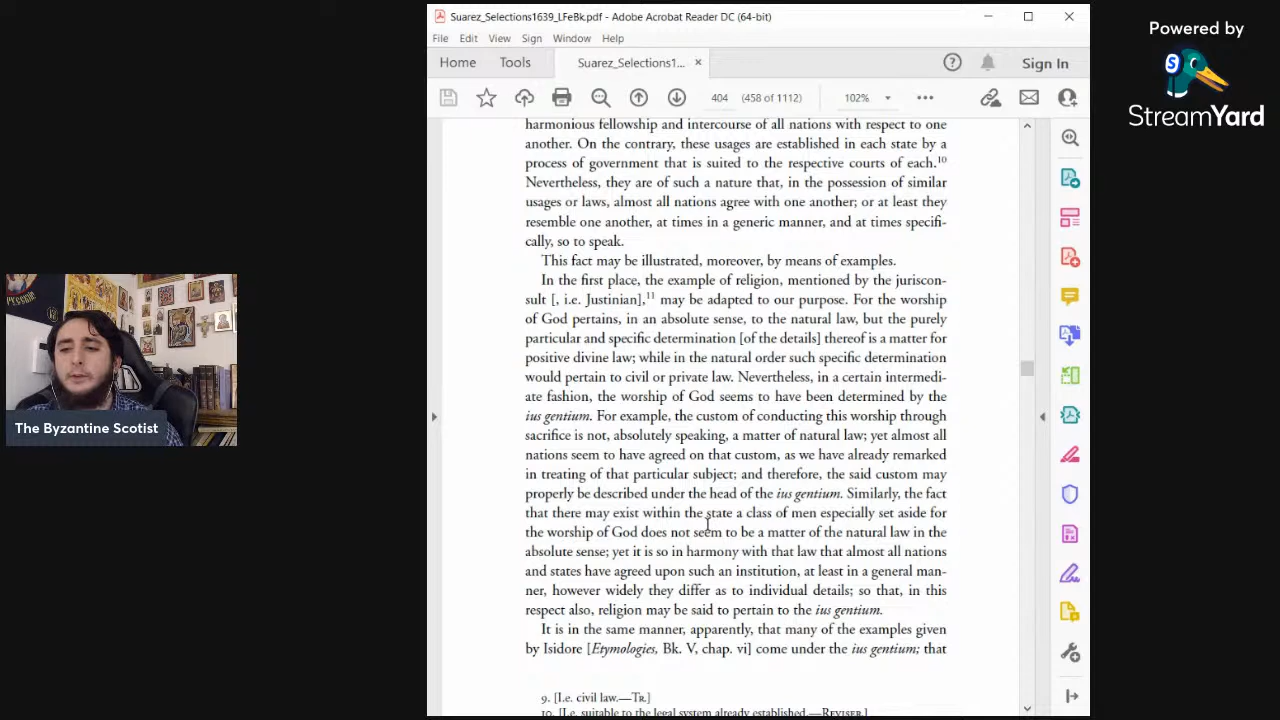 Suarez_Selections1639_LFeBk.pdf - Adobe Acrobat Reader DC (64-bit)
File Edit View Sign Window Help
Home Tools Suarez_Selections1... × Sign In
404 (458 of 1112) 102%
harmonious fellowship and intercourse of all nations with respect to one
another. On the contrary, these usages are established in each state by a
process of government that is suited to the respective courts of each.10
Nevertheless, they are of such a nature that, in the possession of similar
usages or laws, almost all nations agree with one another; or at least they
resemble one another, at times in a generic manner, and at times specifi-
cally, so to speak.
This fact may be illustrated, moreover, by means of examples.
In the first place, the example of religion, mentioned by the juriscon-
sult [, i.e. Justinian],11 may be adapted to our purpose. For the worship
of God pertains, in an absolute sense, to the natural law, but the purely
particular and specific determination [of the details] thereof is a matter for
positive divine law; while in the natural order such specific determination
would pertain to civil or private law. Nevertheless, in a certain intermedi-
ate fashion, the worship of God seems to have been determined by the
ius gentium. For example, the custom of conducting this worship through
sacrifice is not, absolutely speaking, a matter of natural law; yet almost all
nations seem to have agreed on that custom, as we have already remarked
in treating of that particular subject; and therefore, the said custom may
properly be described under the head of the ius gentium. Similarly, the fact
that there may exist within the state a class of men especially set aside for
the worship of God does not seem to be a matter of the natural law in the
absolute sense; yet it is so in harmony with that law that almost all nations
and states have agreed upon such an institution, at least in a general man-
ner, however widely they differ as to individual details; so that, in this
respect also, religion may be said to pertain to the ius gentium.
It is in the same manner, apparently, that many of the examples given
by Isidore [Etymologies, Bk. V, chap. vi] come under the ius gentium; that
9. [I.e. civil law.—Tr.]
10. [I.e. suitable to the legal system already established.—Reviser.]
The Byzantine Scotist
Powered by
S
StreamYard